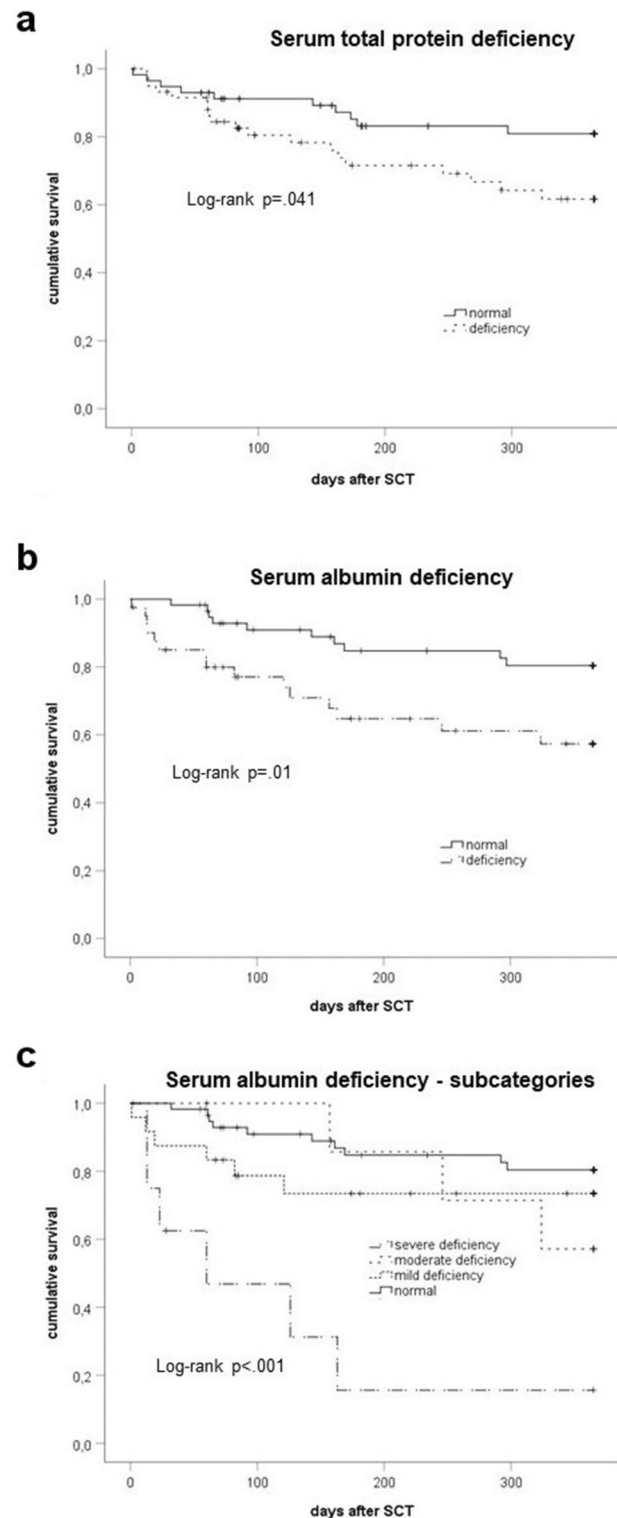 a
Serum total protein deficiency
1,0
0,8
0,6
0,4
0,2
0,0
cumulative survival
Log-rank p=.041
normal
deficiency
0 100 200 300
days after SCT
b
Serum albumin deficiency
1,0
0,8
0,6
0,4
0,2
0,0
cumulative survival
Log-rank p=.01
normal
deficiency
0 100 200 300
days after SCT
c
Serum albumin deficiency - subcategories
1,0
0,8
0,6
0,4
0,2
0,0
cumulative survival
severe deficiency
moderate deficiency
mild deficiency
normal
Log-rank p<.001
0 100 200 300
days after SCT